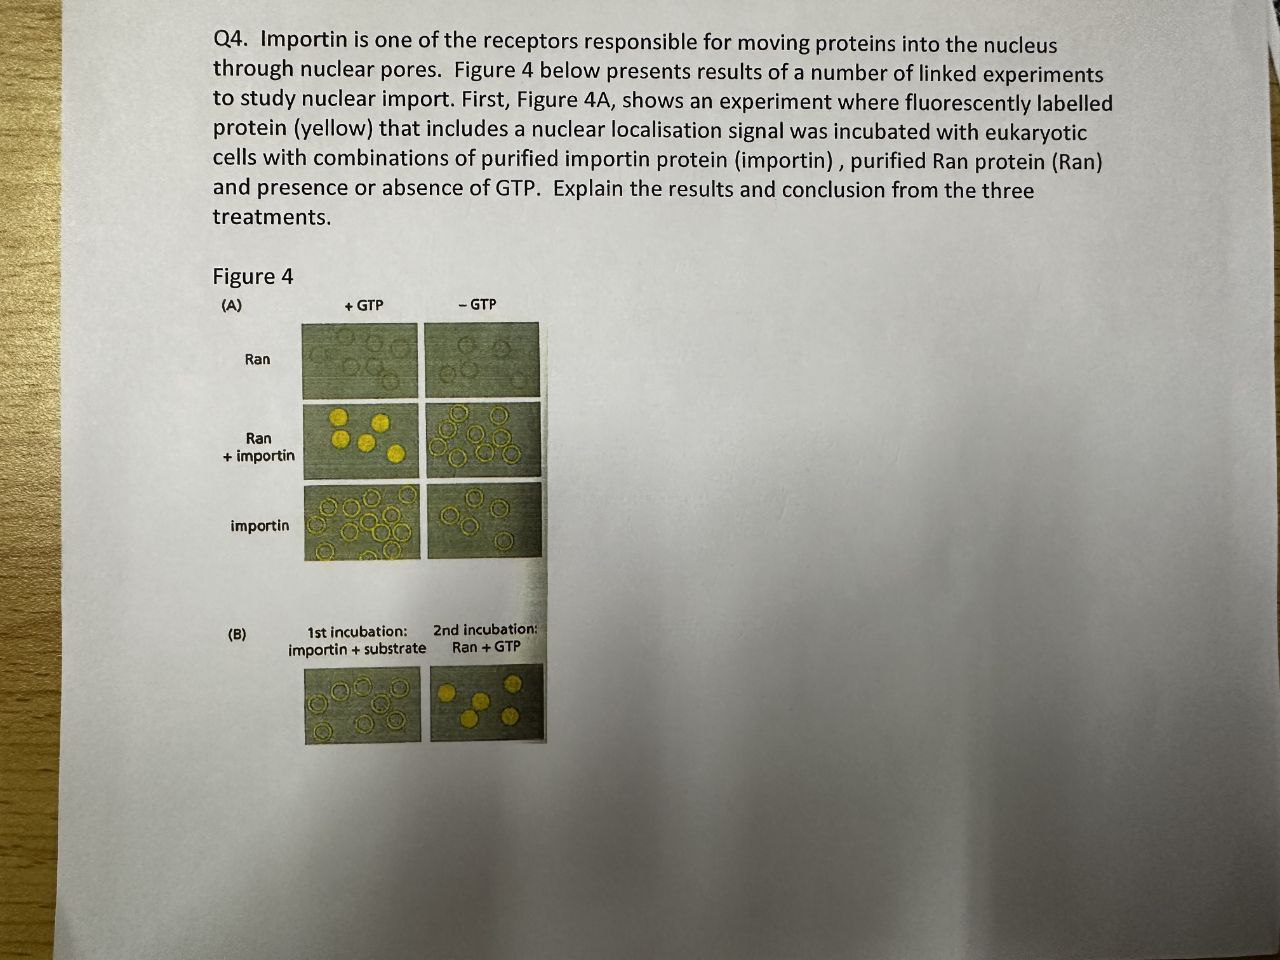 Q4. Importin is one of the receptors responsible for moving proteins into the nucleus
through nuclear pores. Figure 4 below presents results of a number of linked experiments
to study nuclear import. First, Figure 4A, shows an experiment where fluorescently labelled
protein (yellow) that includes a nuclear localisation signal was incubated with eukaryotic
cells with combinations of purified importin protein (importin) , purified Ran protein (Ran)
and presence or absence of GTP. Explain the results and conclusion from the three
treatments.
Figure 4
(A) + GTP – GTP
Ran
Ran
+ importin
importin
(B) 1st incubation: 2nd incubation:
importin + substrate Ran + GTP